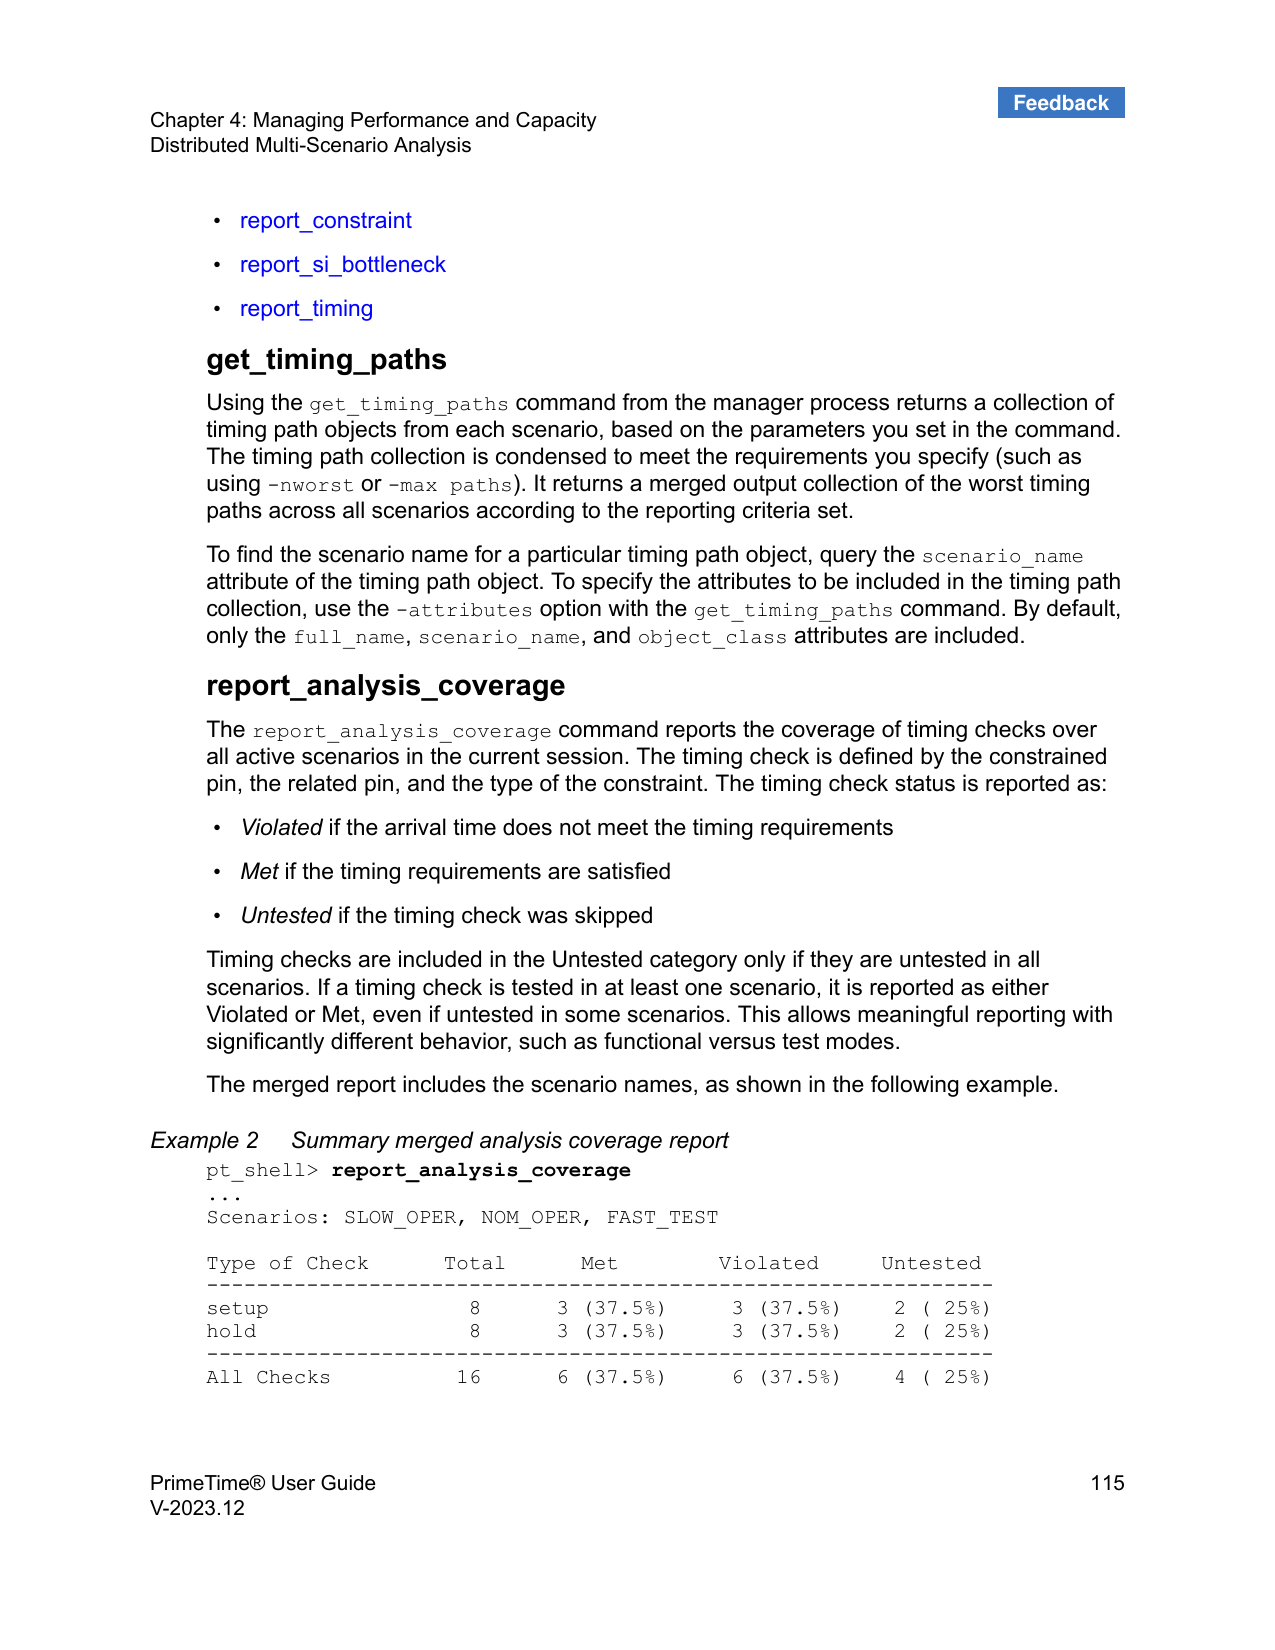 Feedback
Chapter 4: Managing Performance and Capacity
Distributed Multi-Scenario Analysis
• report_constraint
• report_si_bottleneck
• report_timing
get_timing_paths
Using the get_timing_paths command from the manager process returns a collection of
timing path objects from each scenario, based on the parameters you set in the command.
The timing path collection is condensed to meet the requirements you specify (such as
using -nworst or -max paths). It returns a merged output collection of the worst timing
paths across all scenarios according to the reporting criteria set.
To find the scenario name for a particular timing path object, query the scenario_name
attribute of the timing path object. To specify the attributes to be included in the timing path
collection, use the -attributes option with the get_timing_paths command. By default,
only the full_name, scenario_name, and object_class attributes are included.
report_analysis_coverage
The report_analysis_coverage command reports the coverage of timing checks over
all active scenarios in the current session. The timing check is defined by the constrained
pin, the related pin, and the type of the constraint. The timing check status is reported as:
• Violated if the arrival time does not meet the timing requirements
• Met if the timing requirements are satisfied
• Untested if the timing check was skipped
Timing checks are included in the Untested category only if they are untested in all
scenarios. If a timing check is tested in at least one scenario, it is reported as either
Violated or Met, even if untested in some scenarios. This allows meaningful reporting with
significantly different behavior, such as functional versus test modes.
The merged report includes the scenario names, as shown in the following example.
Example 2 Summary merged analysis coverage report
pt_shell> report_analysis_coverage
...
Scenarios: SLOW_OPER, NOM_OPER, FAST_TEST
Type of Check      Total      Met        Violated     Untested
---------------------------------------------------------------
setup                8      3 (37.5%)     3 (37.5%)    2 ( 25%)
hold                 8      3 (37.5%)     3 (37.5%)    2 ( 25%)
---------------------------------------------------------------
All Checks          16      6 (37.5%)     6 (37.5%)    4 ( 25%)
PrimeTime® User Guide 115
V-2023.12